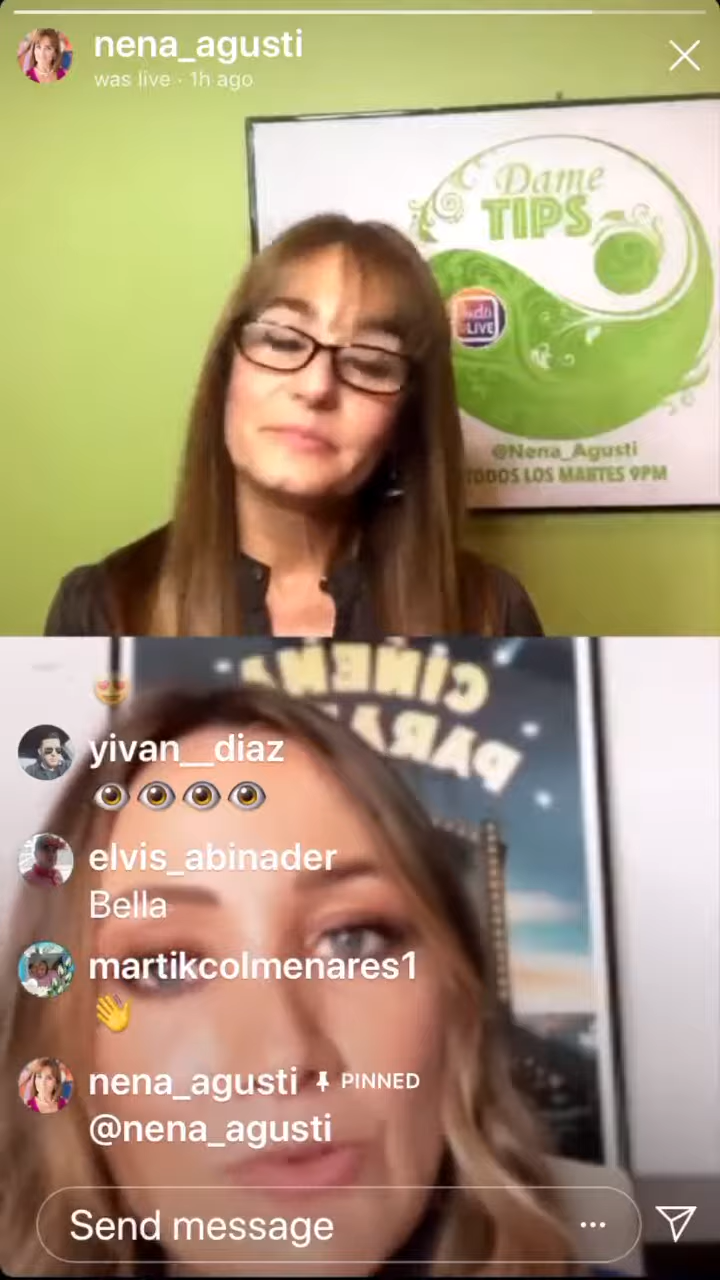 nena_agusti
was live · 1h ago
Dame
TIPS
LIVE
@Nena_Agusti
TODOS LOS MARTES 9PM
CINEMA
yivan__diaz
elvis_abinader
Bella
martikcolmenares1
nena_agusti PINNED
@nena_agusti
Send message